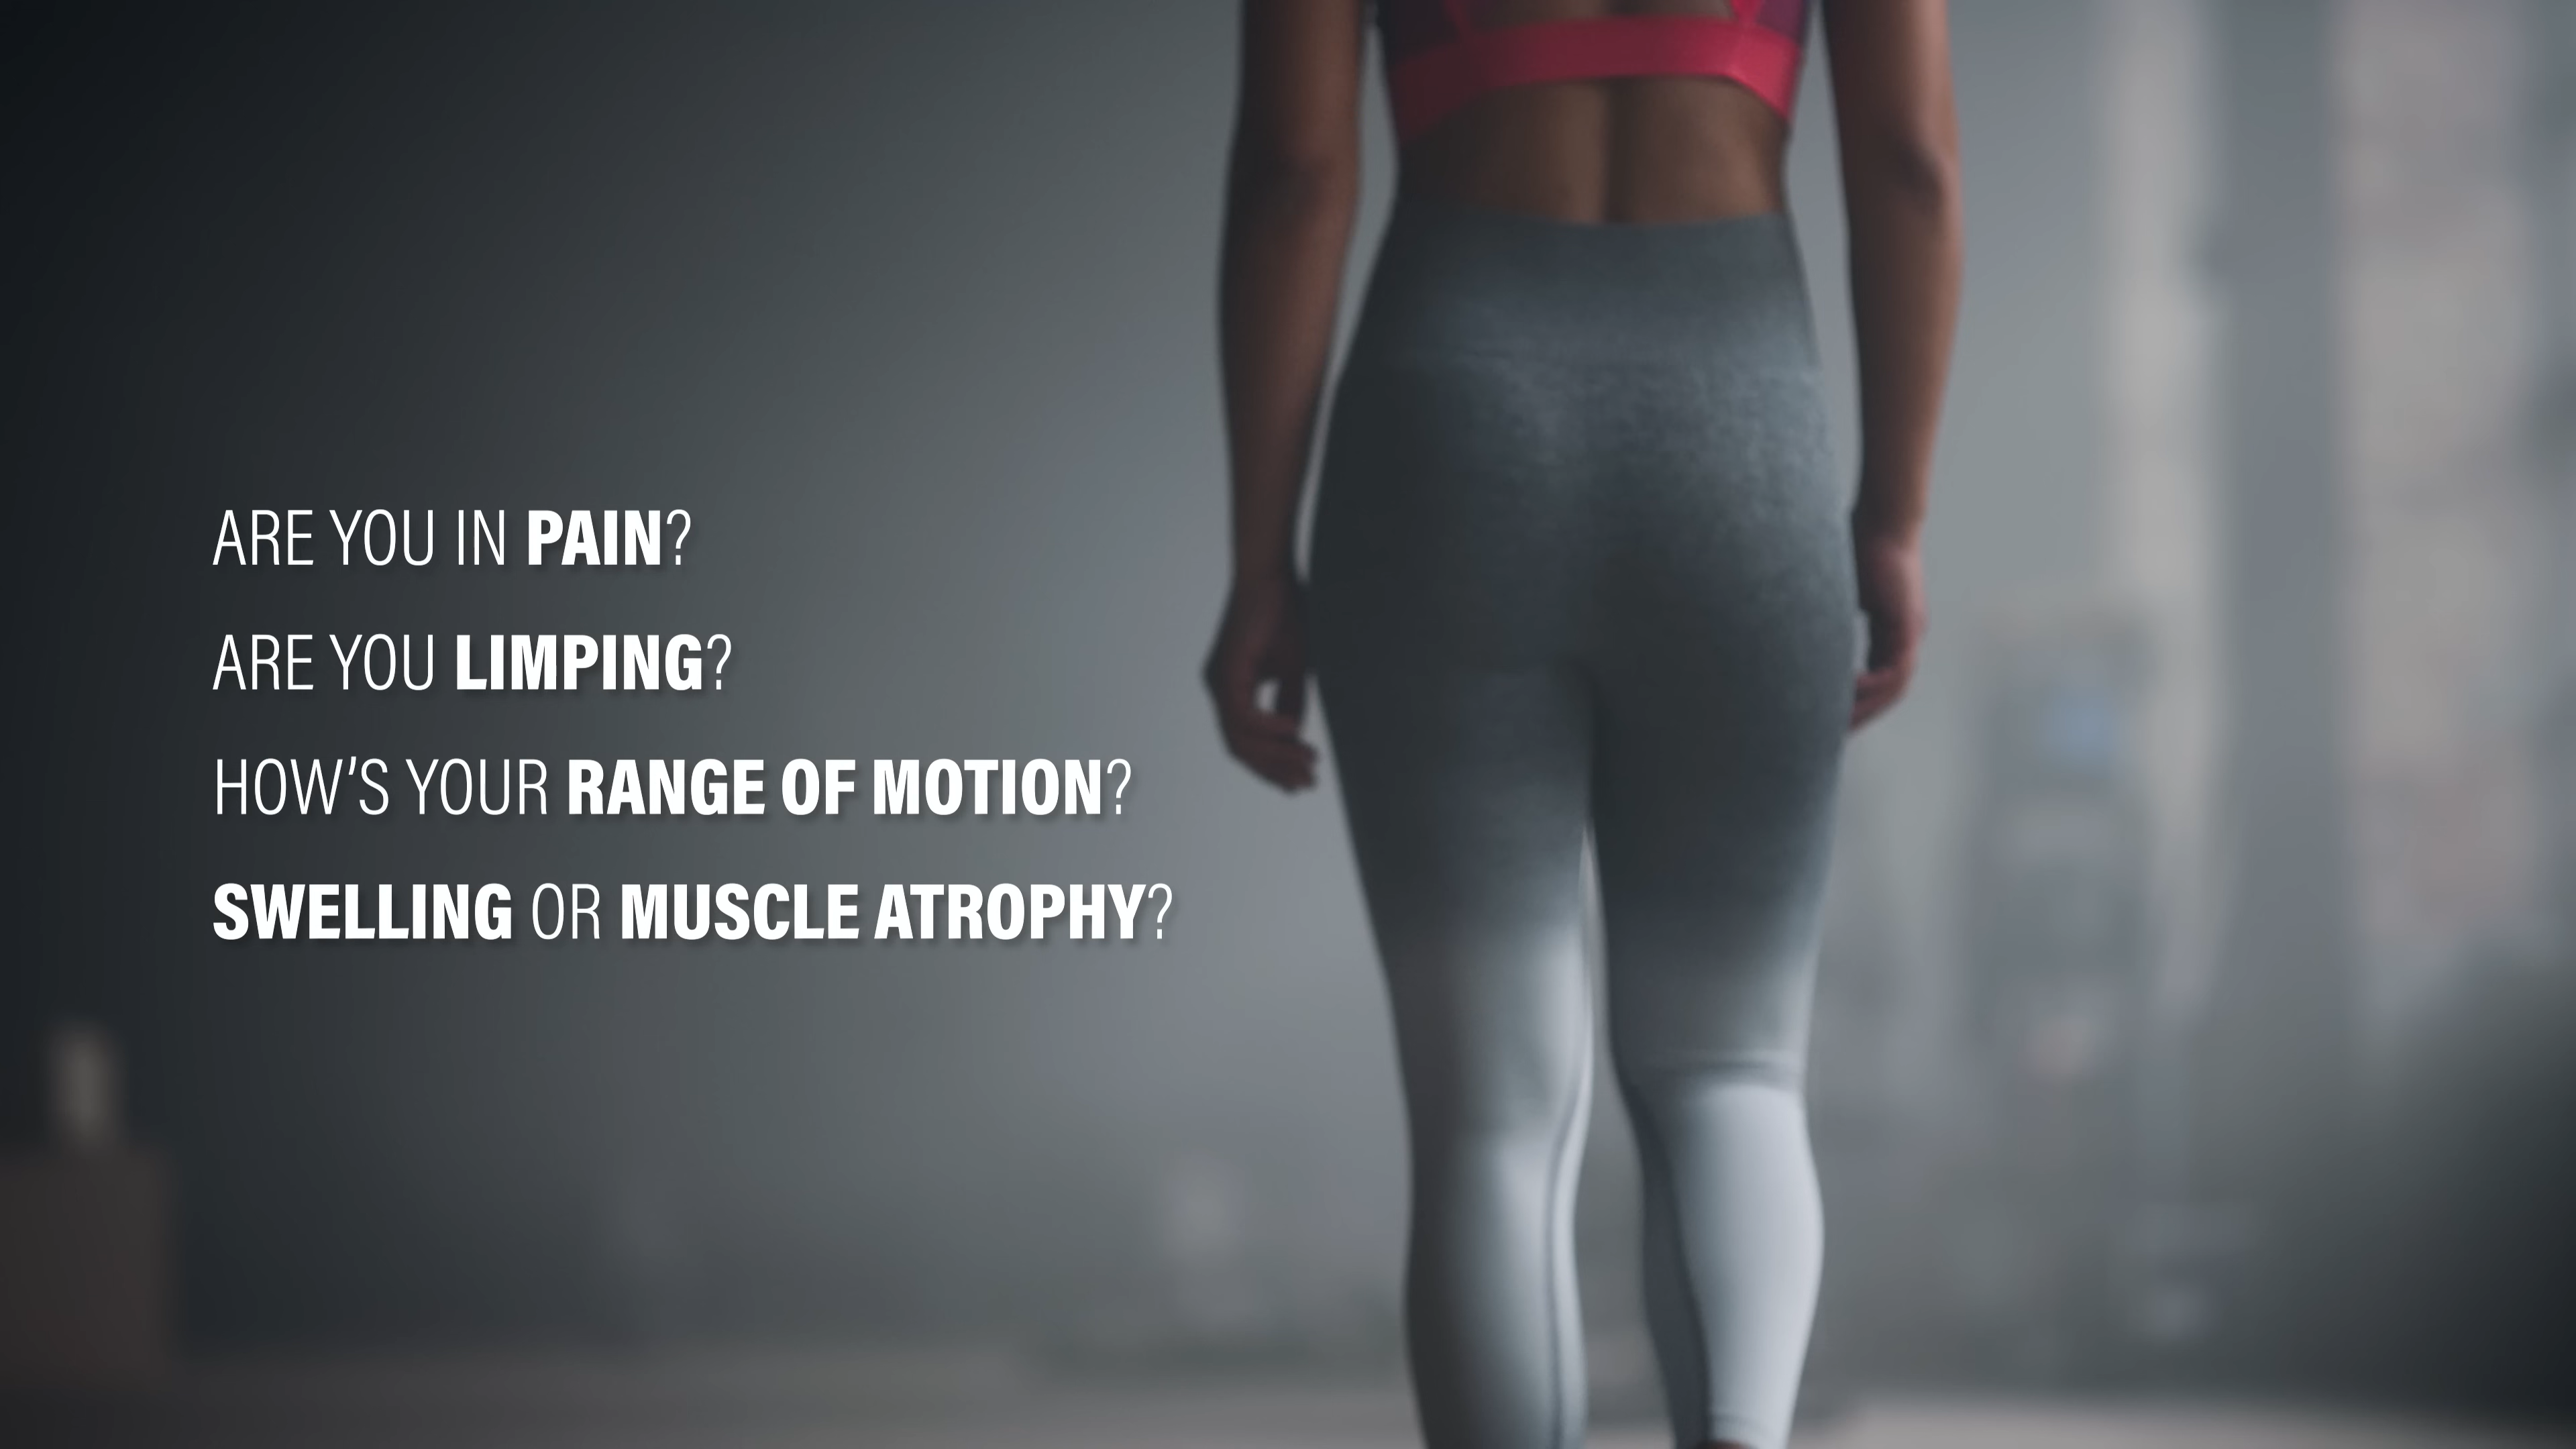 ARE YOU IN PAIN?
ARE YOU LIMPING?
HOW’S YOUR RANGE OF MOTION?
SWELLING OR MUSCLE ATROPHY?